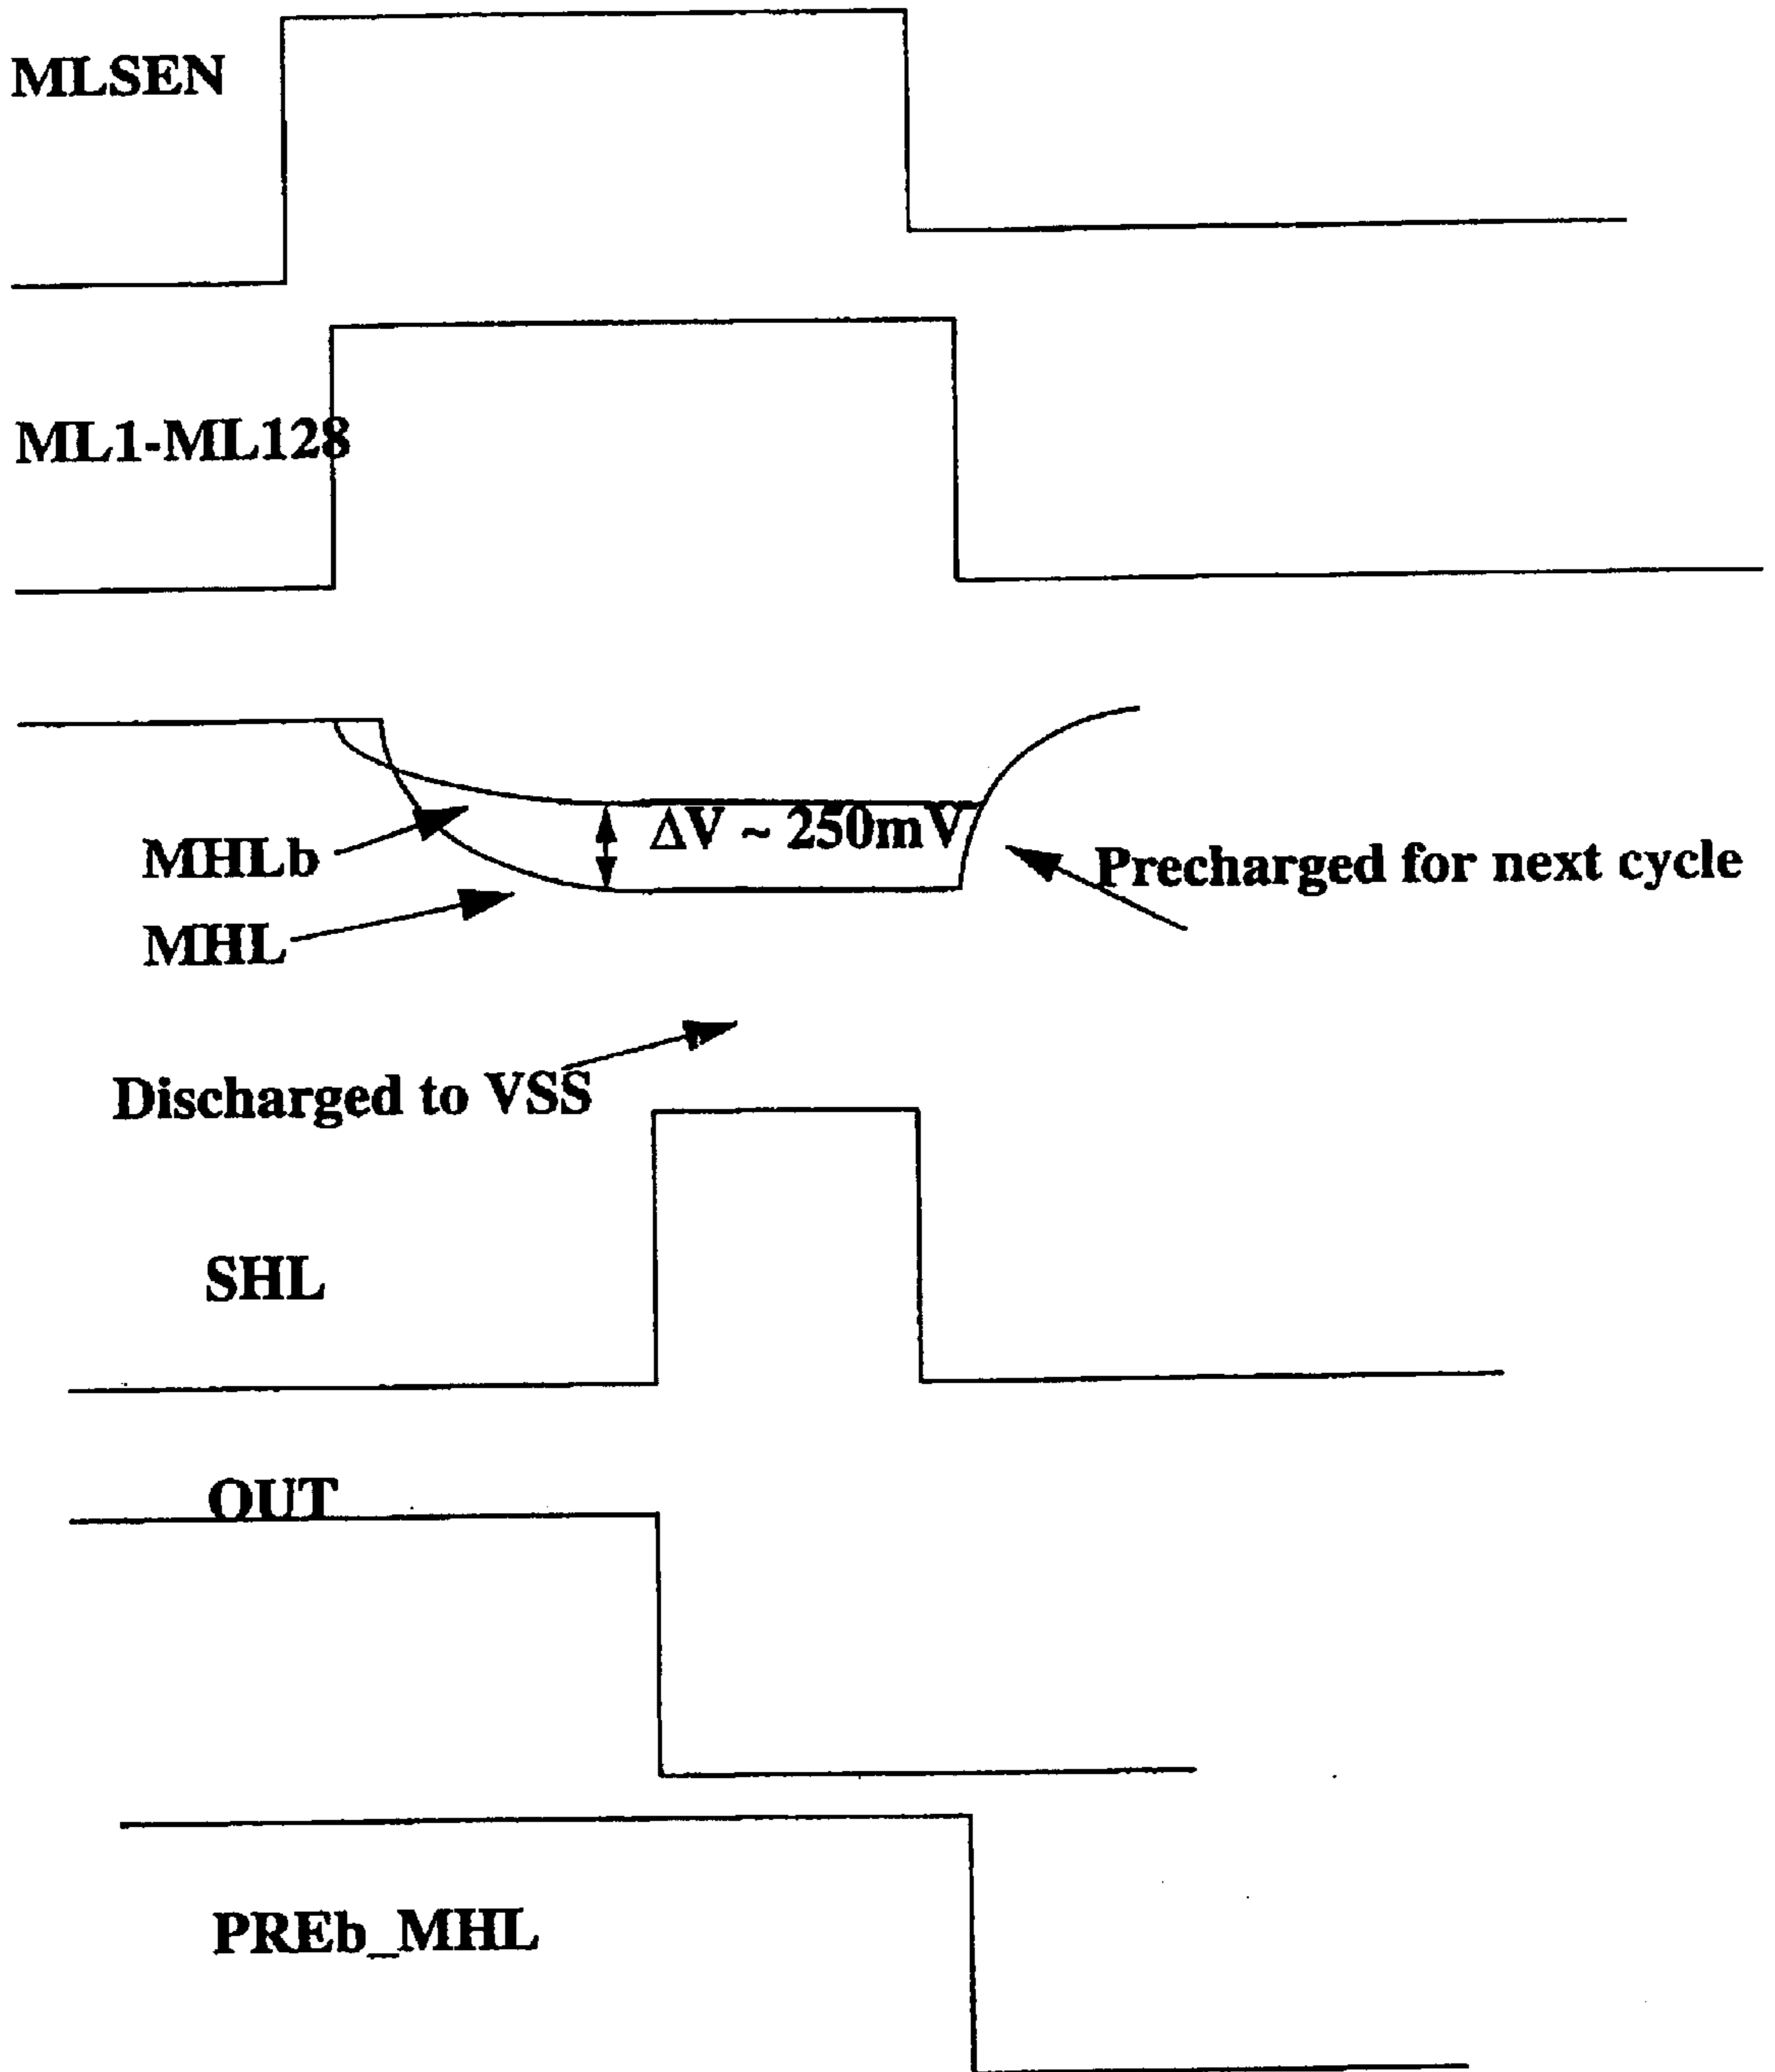 MLSEN
ML1-ML128
ΔV ~ 250mV
MHLb
Precharged for next cycle
MHL
Discharged to VSS
SHL
OUT
PREb_MHL